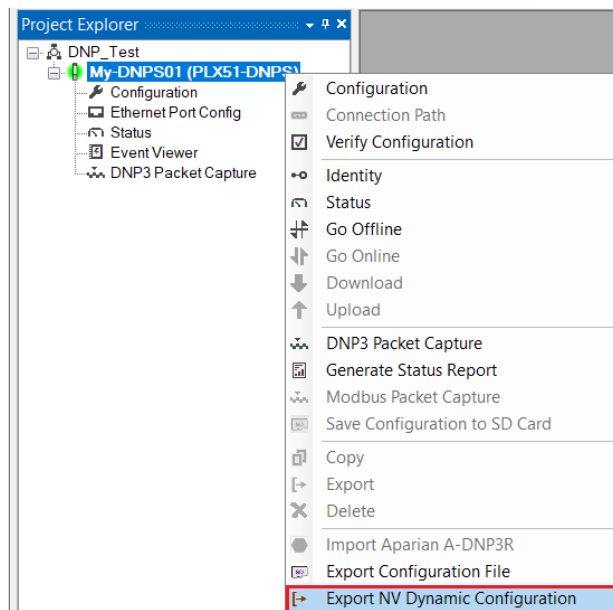 Project Explorer
DNP_Test
My-DNPS01 (PLX51-DNPS)
Configuration
Ethernet Port Config
Status
Event Viewer
DNP3 Packet Capture
Configuration
Connection Path
Verify Configuration
Identity
Status
Go Offline
Go Online
Download
Upload
DNP3 Packet Capture
Generate Status Report
Modbus Packet Capture
Save Configuration to SD Card
Copy
Export
Delete
Import Aparian A-DNP3R
Export Configuration File
Export NV Dynamic Configuration